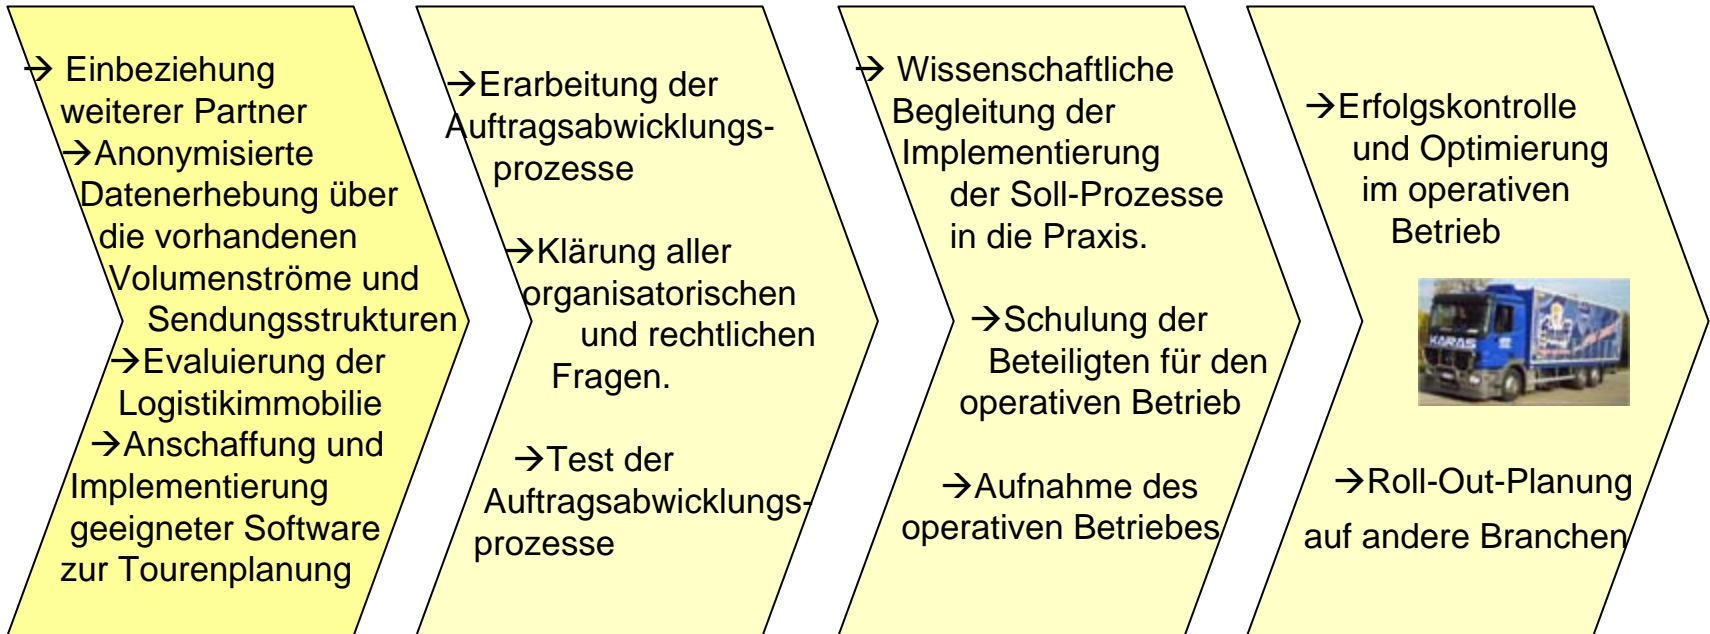 → Einbeziehung
weiterer Partner
→Anonymisierte
Datenerhebung über
die vorhandenen
Volumenströme und
Sendungsstrukturen
→Evaluierung der
Logistikimmobilie
→Anschaffung und
Implementierung
geeigneter Software
zur Tourenplanung
→Erarbeitung der
Auftragsabwicklungs-
prozesse
→Klärung aller
organisatorischen
und rechtlichen
Fragen.
→Test der
Auftragsabwicklungs-
prozesse
→ Wissenschaftliche
Begleitung der
Implementierung
der Soll-Prozesse
in die Praxis.
→Schulung der
Beteiligten für den
operativen Betrieb
→Aufnahme des
operativen Betriebes
→Erfolgskontrolle
und Optimierung
im operativen
Betrieb
KARAS
→Roll-Out-Planung
auf andere Branchen